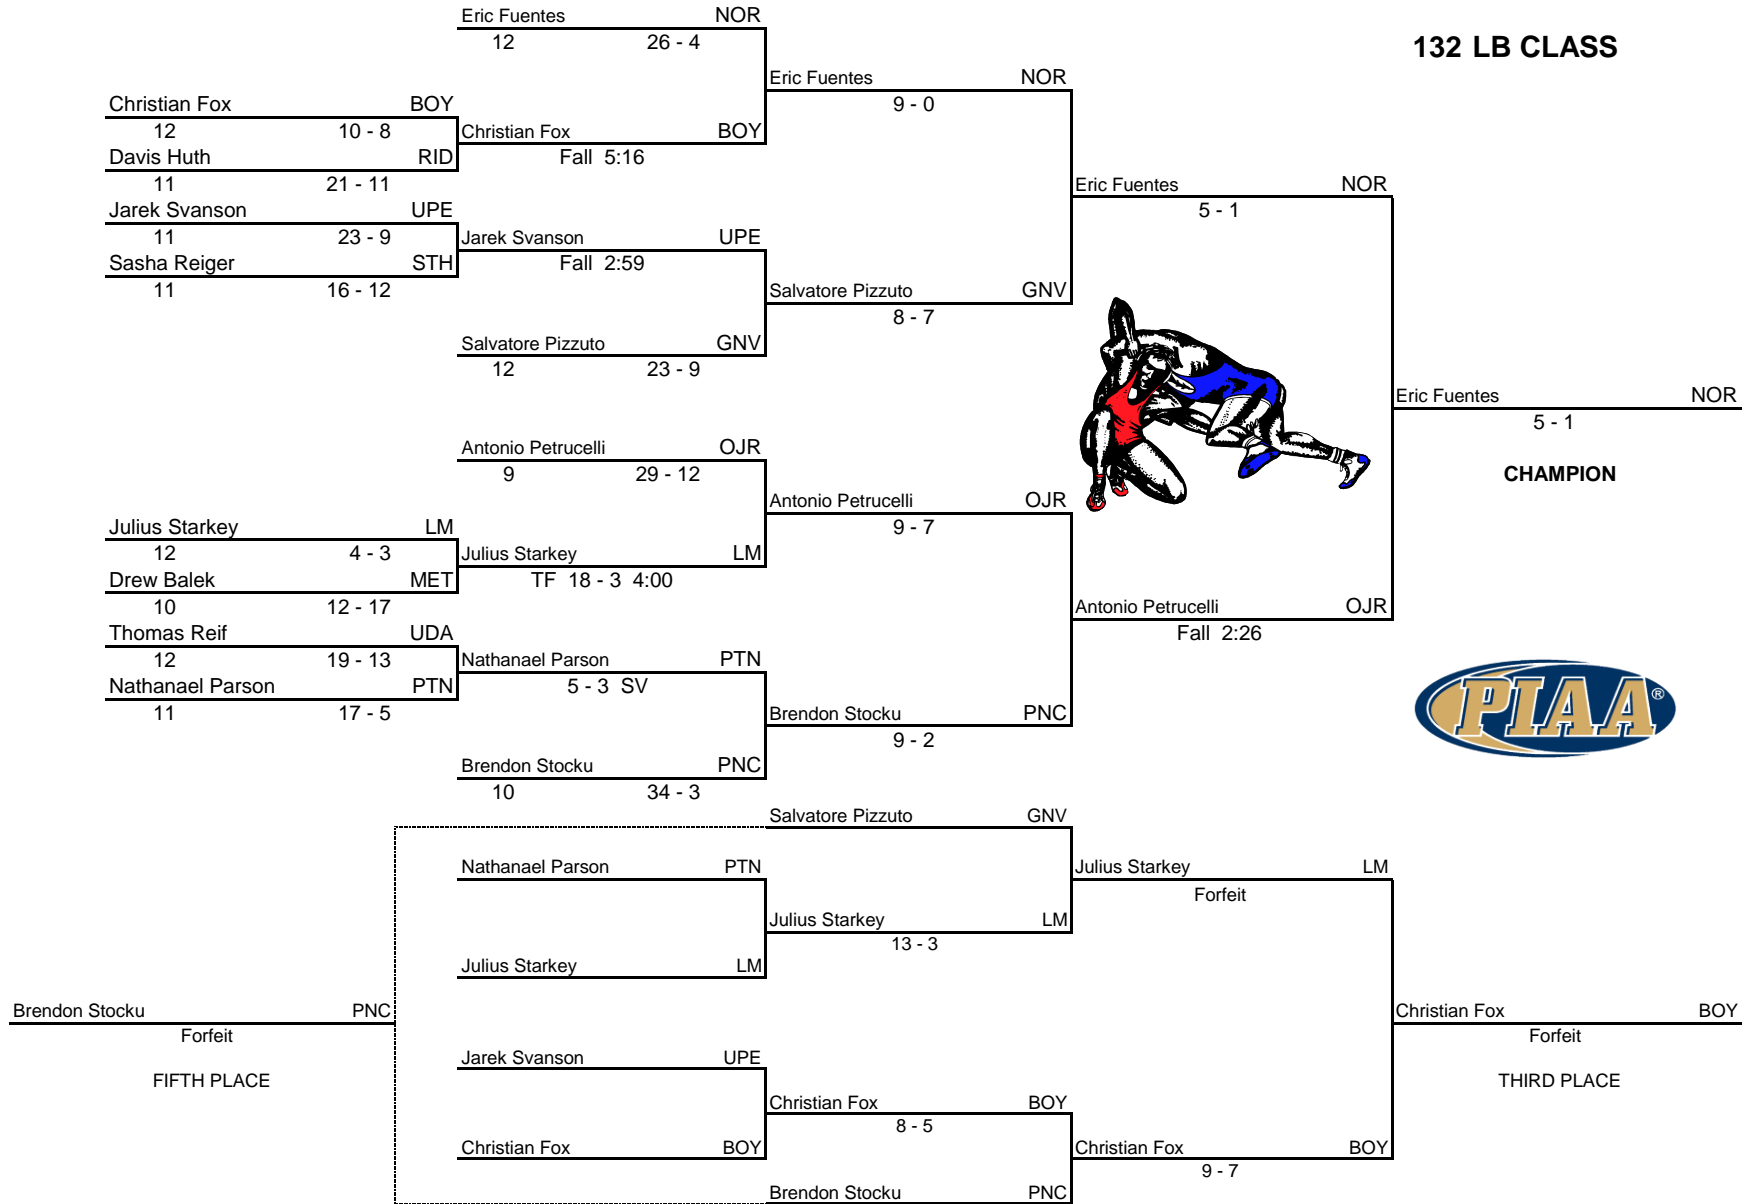 Eric Fuentes NOR
12 26 - 4
132 LB CLASS
Eric Fuentes NOR
9 - 0
Christian Fox BOY
12 10 - 8
Christian Fox BOY
Fall 5:16
Davis Huth RID
11 21 - 11
Eric Fuentes NOR
5 - 1
Jarek Svanson UPE
11 23 - 9
Jarek Svanson UPE
Fall 2:59
Sasha Reiger STH
11 16 - 12
Salvatore Pizzuto GNV
8 - 7
Salvatore Pizzuto GNV
12 23 - 9
Eric Fuentes NOR
5 - 1
CHAMPION
Antonio Petrucelli OJR
9 29 - 12
Antonio Petrucelli OJR
9 - 7
Julius Starkey LM
12 4 - 3
Julius Starkey LM
TF 18 - 3 4:00
Drew Balek MET
10 12 - 17
Antonio Petrucelli OJR
Fall 2:26
Thomas Reif UDA
12 19 - 13
Nathanael Parson PTN
5 - 3 SV
Nathanael Parson PTN
11 17 - 5
PIAA®
Brendon Stocku PNC
9 - 2
Brendon Stocku PNC
10 34 - 3
Salvatore Pizzuto GNV
Nathanael Parson PTN
Julius Starkey LM
Forfeit
Julius Starkey LM
13 - 3
Julius Starkey LM
Brendon Stocku PNC
Forfeit
FIFTH PLACE
Christian Fox BOY
Forfeit
THIRD PLACE
Jarek Svanson UPE
Christian Fox BOY
8 - 5
Christian Fox BOY
Christian Fox BOY
9 - 7
Brendon Stocku PNC